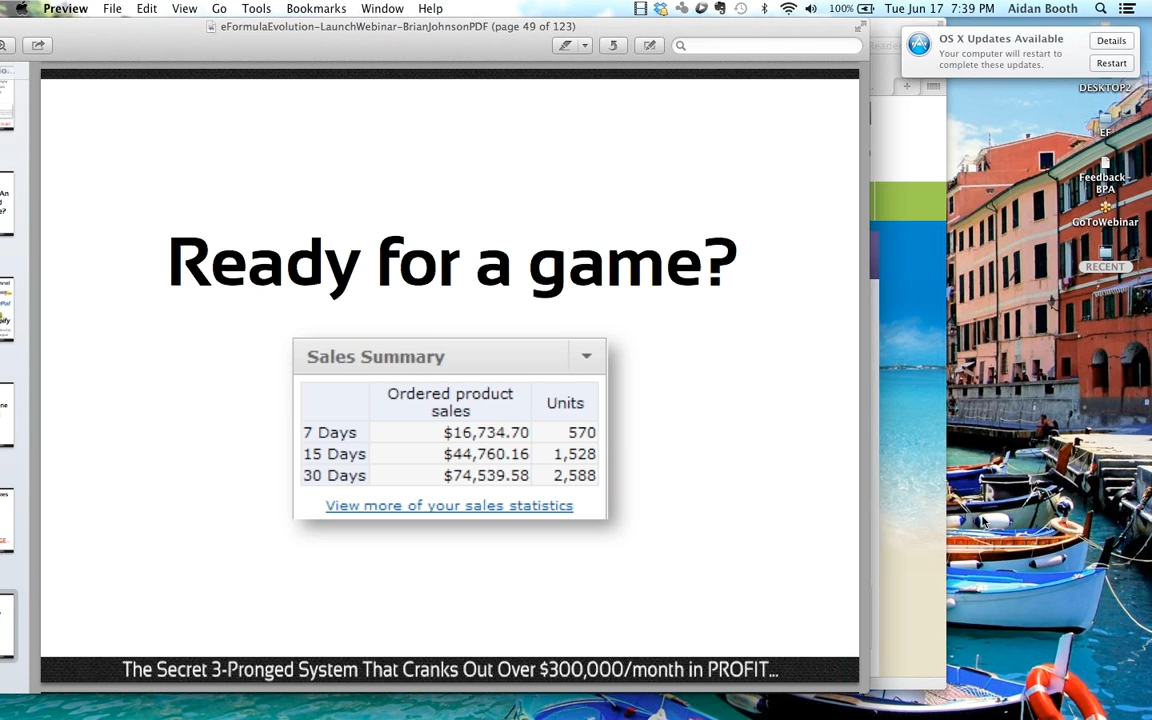 Preview File Edit View Go Tools Bookmarks Window Help
100% Tue Jun 17 7:39 PM Aidan Booth
eFormulaEvolution-LaunchWebinar-BrianJohnsonPDF (page 49 of 123)
OS X Updates Available
Your computer will restart to
complete these updates.
Details
Restart
DESKTOP2
EF
Feedback-
BPA
GoToWebinar
RECENT
Ready for a game?
Sales Summary
Ordered product
sales
Units
7 Days $16,734.70 570
15 Days $44,760.16 1,528
30 Days $74,539.58 2,588
View more of your sales statistics
The Secret 3-Pronged System That Cranks Out Over $300,000/month in PROFIT...